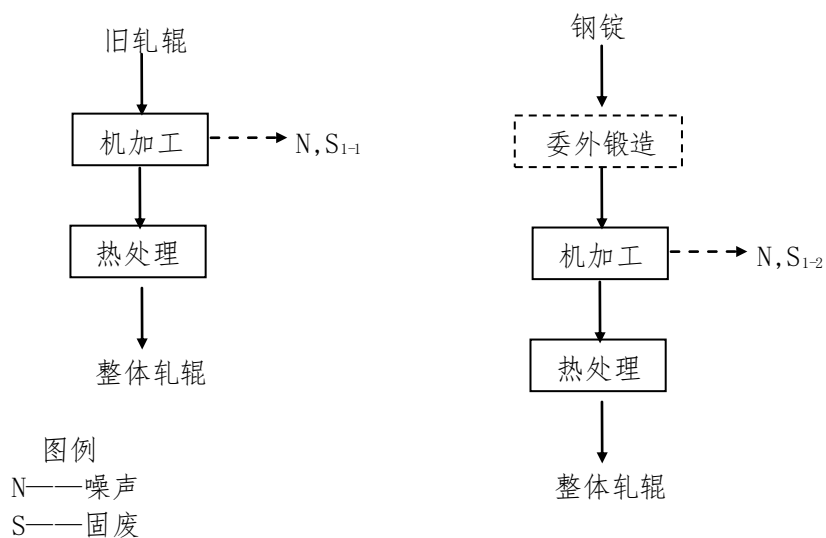 旧轧辊
机加工
N,S1-1
热处理
整体轧辊
钢锭
委外锻造
机加工
N,S1-2
热处理
整体轧辊
图例
N——噪声
S——固废